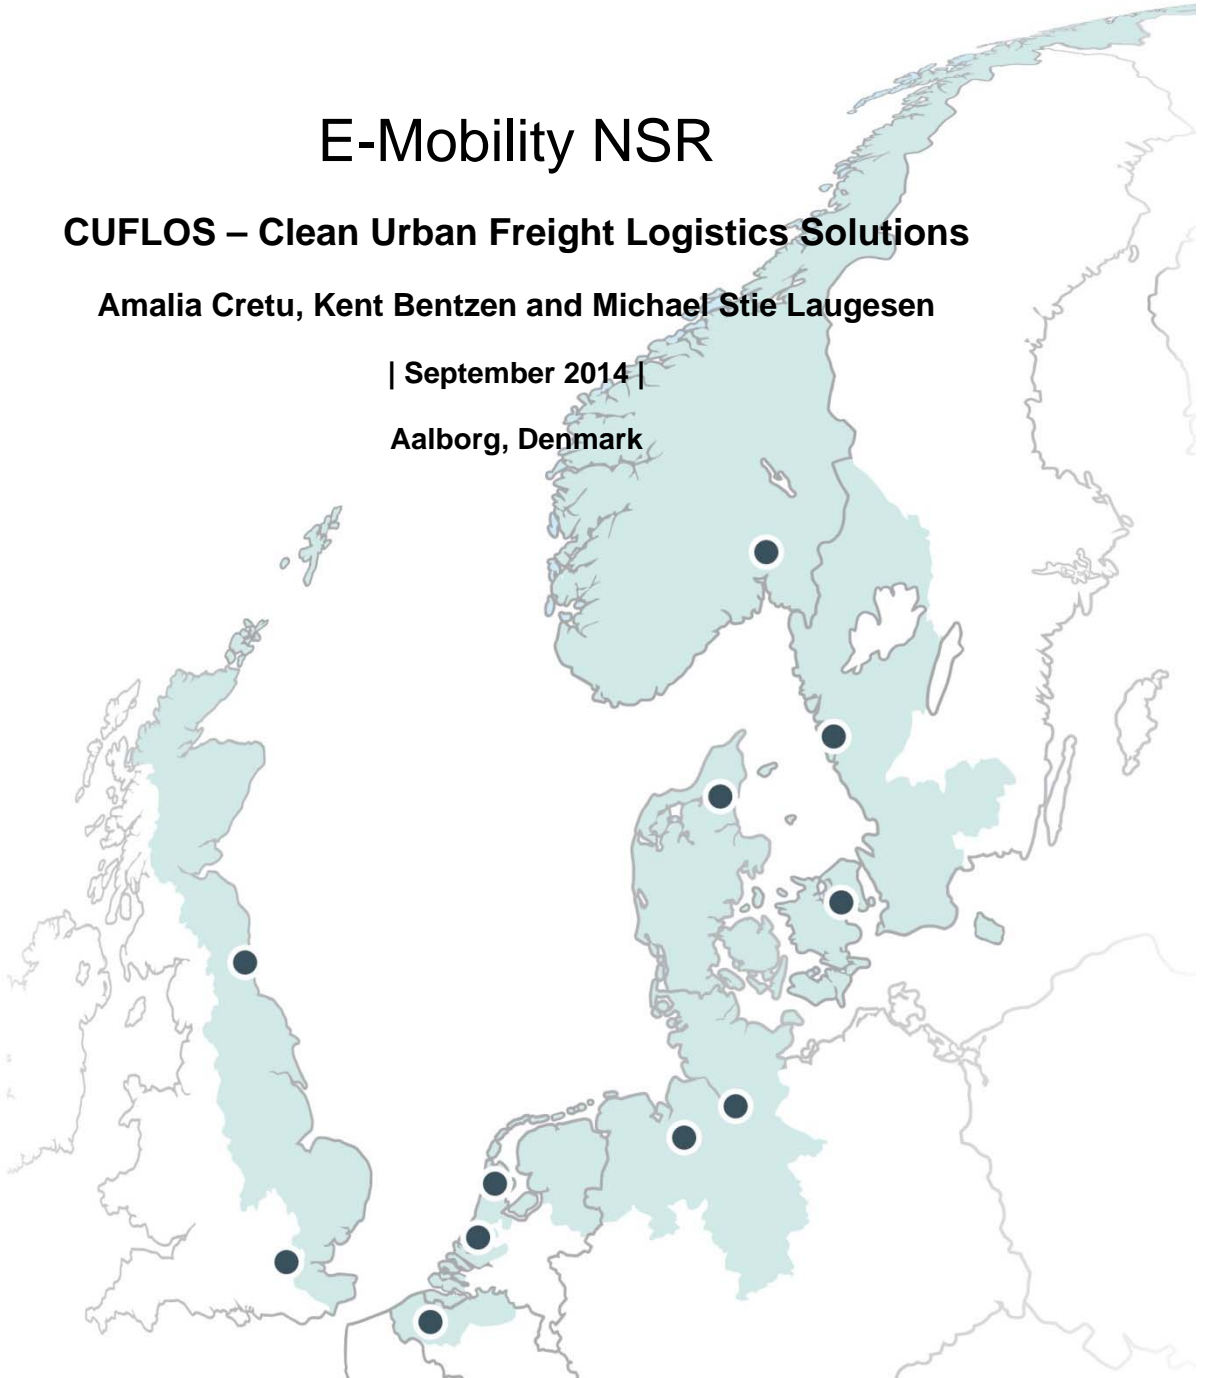 E-Mobility NSR
CUFLOS – Clean Urban Freight Logistics Solutions
Amalia Cretu, Kent Bentzen and Michael Stie Laugesen
| September 2014 |
Aalborg, Denmark